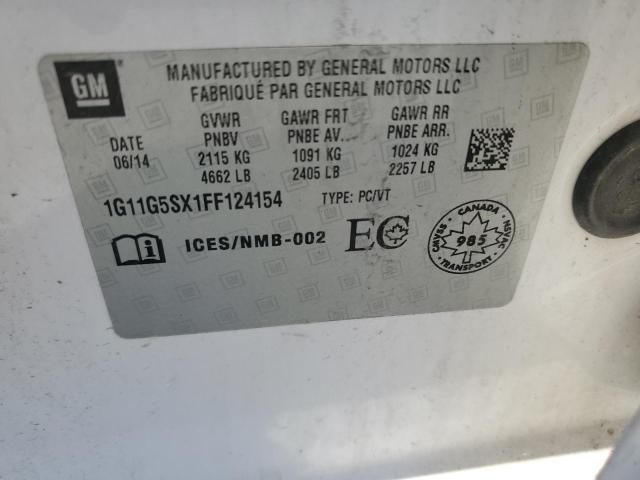 GM
MANUFACTURED BY GENERAL MOTORS LLC
FABRIQUÉ PAR GENERAL MOTORS LLC
DATE
06/14
GVWR
PNBV
2115 KG
4662 LB
GAWR FRT
PNBE AV.
1091 KG
2405 LB
GAWR RR
PNBE ARR.
1024 KG
2257 LB
1G11G5SX1FF124154 TYPE: PC/VT
ICES/NMB-002 EC
CANADA
CMVSS 985 NSVAC
TRANSPORT